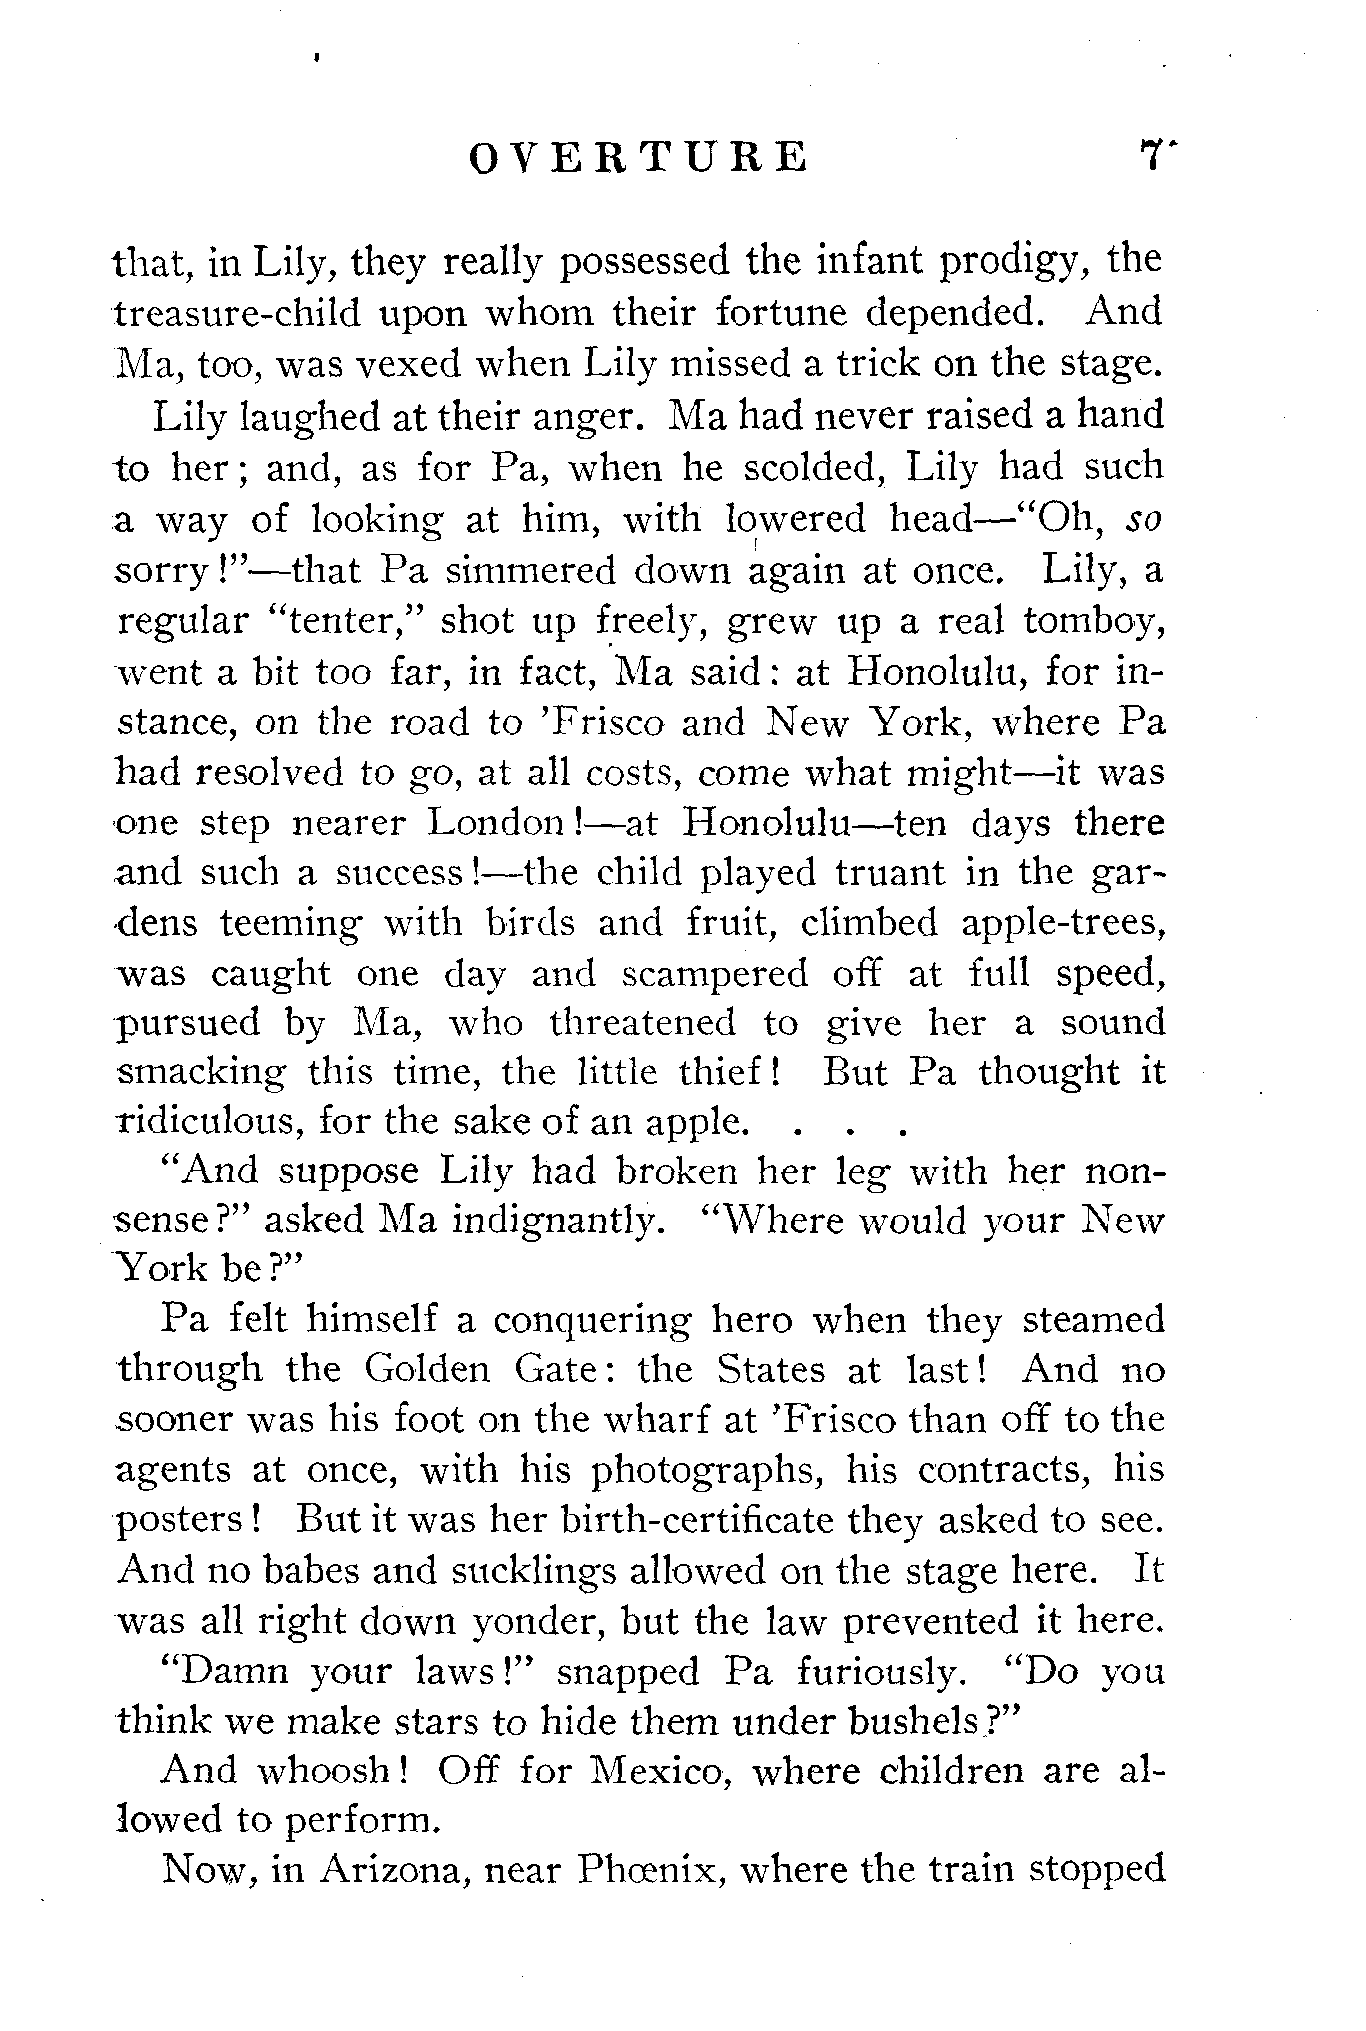 OVERTURE 7
that, in Lily, they really possessed the infant prodigy, the
treasure-child upon whom their fortune depended. And
Ma, too, was vexed when Lily missed a trick on the stage.
Lily laughed at their anger. Ma had never raised a hand
to her; and, as for Pa, when he scolded, Lily had such
a way of looking at him, with lowered head—“Oh, so
sorry!”—that Pa simmered down again at once. Lily, a
regular “tenter,” shot up freely, grew up a real tomboy,
went a bit too far, in fact, Ma said: at Honolulu, for in-
stance, on the road to ’Frisco and New York, where Pa
had resolved to go, at all costs, come what might—it was
one step nearer London!—at Honolulu—ten days there
and such a success!—the child played truant in the gar-
dens teeming with birds and fruit, climbed apple-trees,
was caught one day and scampered off at full speed,
pursued by Ma, who threatened to give her a sound
smacking this time, the little thief! But Pa thought it
ridiculous, for the sake of an apple. . . .
“And suppose Lily had broken her leg with her non-
sense?” asked Ma indignantly. “Where would your New
York be?”
Pa felt himself a conquering hero when they steamed
through the Golden Gate: the States at last! And no
sooner was his foot on the wharf at ’Frisco than off to the
agents at once, with his photographs, his contracts, his
posters! But it was her birth-certificate they asked to see.
And no babes and sucklings allowed on the stage here. It
was all right down yonder, but the law prevented it here.
“Damn your laws!” snapped Pa furiously. “Do you
think we make stars to hide them under bushels?”
And whoosh! Off for Mexico, where children are al-
lowed to perform.
Now, in Arizona, near Phœnix, where the train stopped